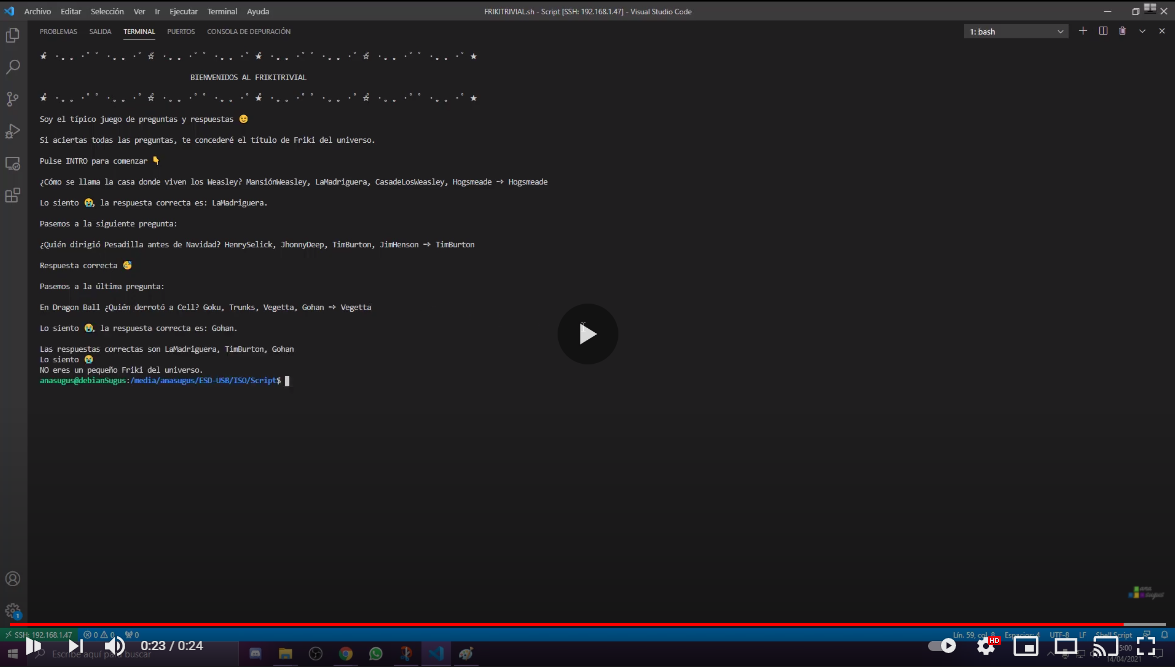 Archivo Editar Selección Ver Ir Ejecutar Terminal Ayuda
FRIKITRIVIAL.sh - Script [SSH: 192.168.1.47] - Visual Studio Code
PROBLEMAS SALIDA TERMINAL PUERTOS CONSOLA DE DEPURACIÓN
1: bash
BIENVENIDOS AL FRIKITRIVIAL
Soy el típico juego de preguntas y respuestas 😉
Si aciertas todas las preguntas, te concederé el título de Friki del universo.
Pulse INTRO para comenzar 👇
¿Cómo se llama la casa donde viven los Weasley? MansiónWeasley, LaMadriguera, CasadeLosWeasley, Hogsmeade => Hogsmeade
Lo siento 😭, la respuesta correcta es: LaMadriguera.
Pasemos a la siguiente pregunta:
¿Quién dirigió Pesadilla antes de Navidad? HenrySelick, JhonnyDeep, TimBurton, JimHenson => TimBurton
Respuesta correcta 🥳
Pasemos a la última pregunta:
En Dragon Ball ¿Quién derrotó a Cell? Goku, Trunks, Vegetta, Gohan => Vegetta
Lo siento 😭, la respuesta correcta es: Gohan.
Las respuestas correctas son LaMadriguera, TimBurton, Gohan
Lo siento 😭
NO eres un pequeño Friki del universo.
anasugus@debianSugus:/media/anasugus/ESD-USB/ISO/Script$
1
SSH: 192.168.1.47 0 0 0
Lín. 59, col. Espacios: 4 UTF-8 LF Shell Script
0:23 / 0:24
HD
Escribe aquí para buscar
14/04/2021